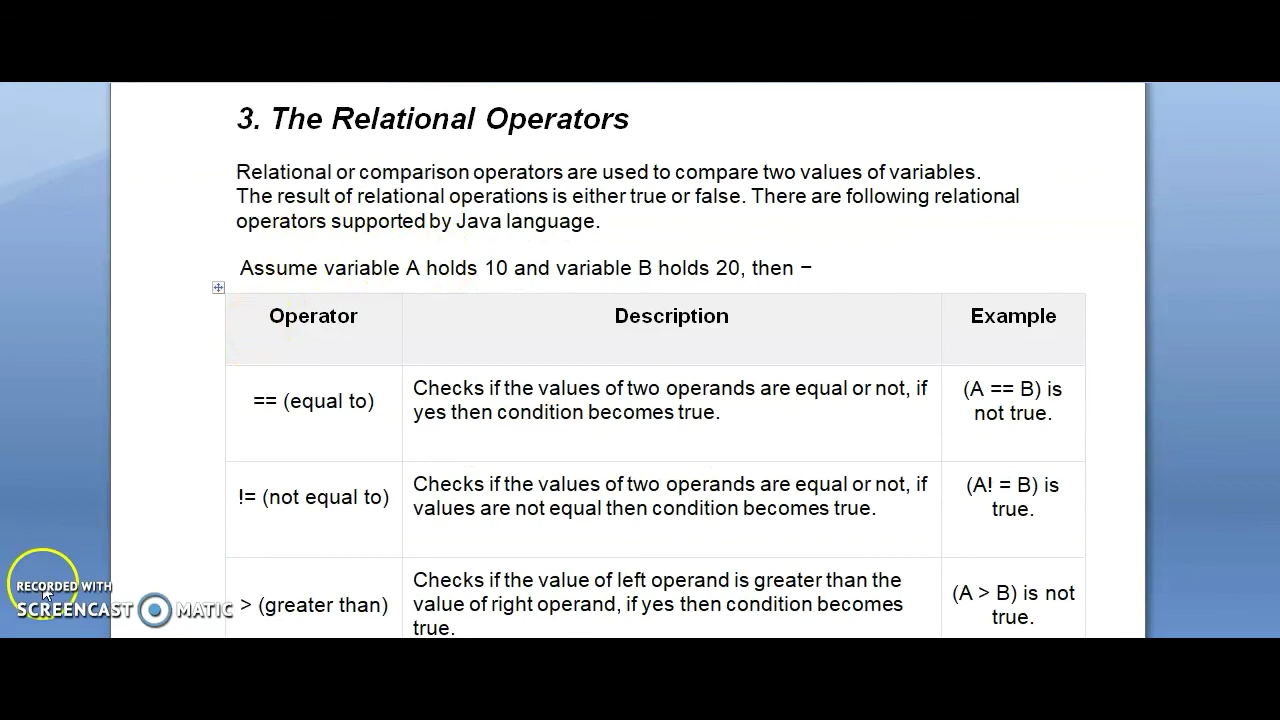 3. The Relational Operators
Relational or comparison operators are used to compare two values of variables.
The result of relational operations is either true or false. There are following relational
operators supported by Java language.
Assume variable A holds 10 and variable B holds 20, then −
Operator
Description
Example
== (equal to)
Checks if the values of two operands are equal or not, if
yes then condition becomes true.
(A == B) is
not true.
!= (not equal to)
Checks if the values of two operands are equal or not, if
values are not equal then condition becomes true.
(A! = B) is
true.
> (greater than)
Checks if the value of left operand is greater than the
value of right operand, if yes then condition becomes
true.
(A > B) is not
true.
RECORDED WITH
SCREENCAST MATIC